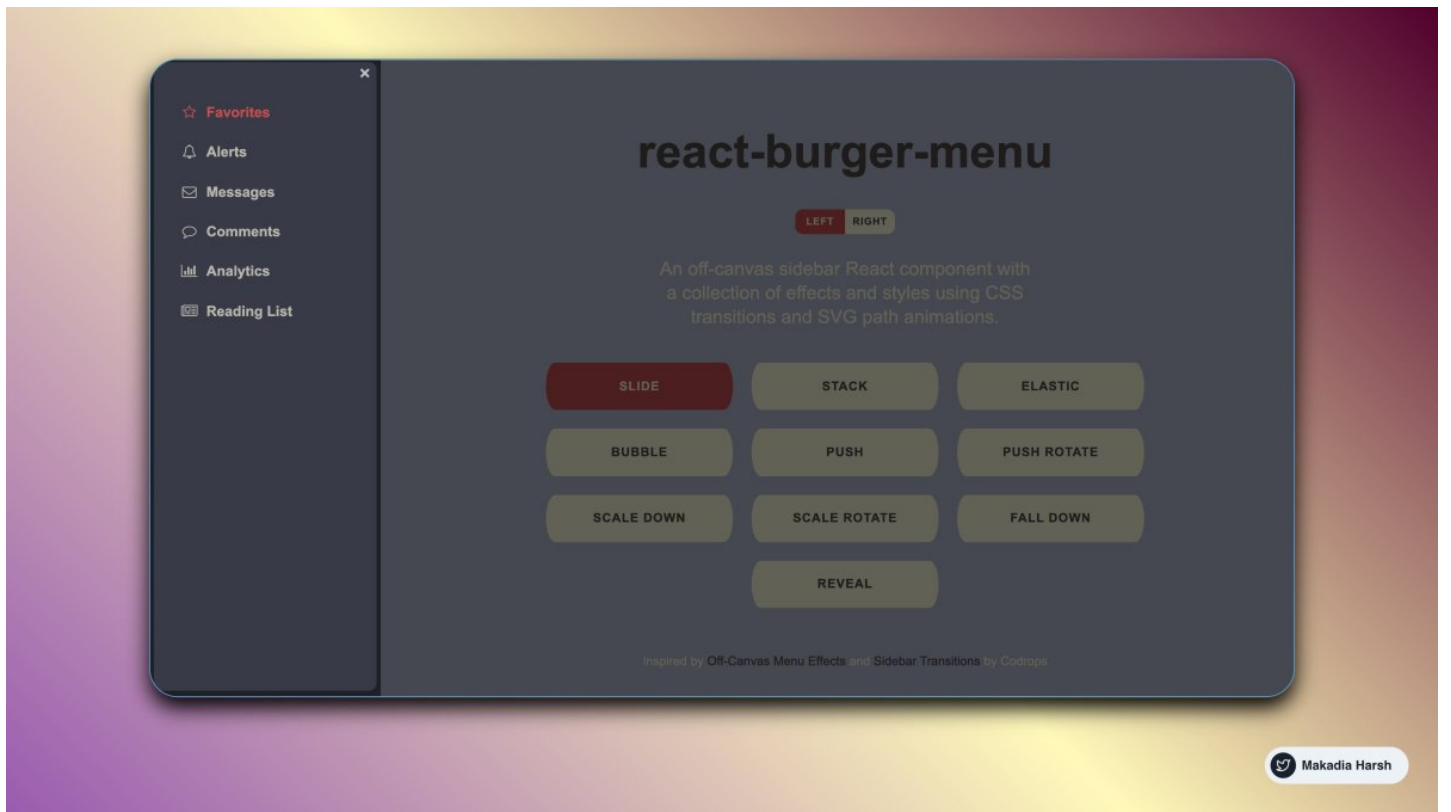 ×
Favorites
Alerts
Messages
Comments
Analytics
Reading List
react-burger-menu
LEFT RIGHT
An off-canvas sidebar React component with
a collection of effects and styles using CSS
transitions and SVG path animations.
SLIDE STACK ELASTIC
BUBBLE PUSH PUSH ROTATE
SCALE DOWN SCALE ROTATE FALL DOWN
REVEAL
Inspired by Off-Canvas Menu Effects and Sidebar Transitions by Codrops
Makadia Harsh